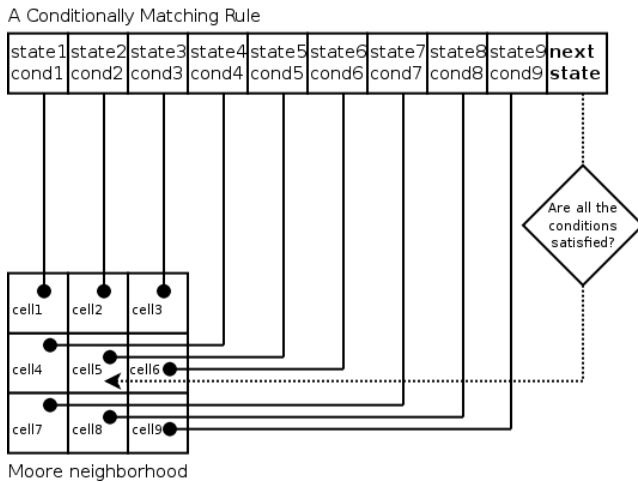 A Conditionally Matching Rule
state1 state2 state3 state4 state5 state6 state7 state8 state9 next
cond1 cond2 cond3 cond4 cond5 cond6 cond7 cond8 cond9 state
Are all the
conditions
satisfied?
cell1 cell2 cell3
cell4 cell5 cell6
cell7 cell8 cell9
Moore neighborhood